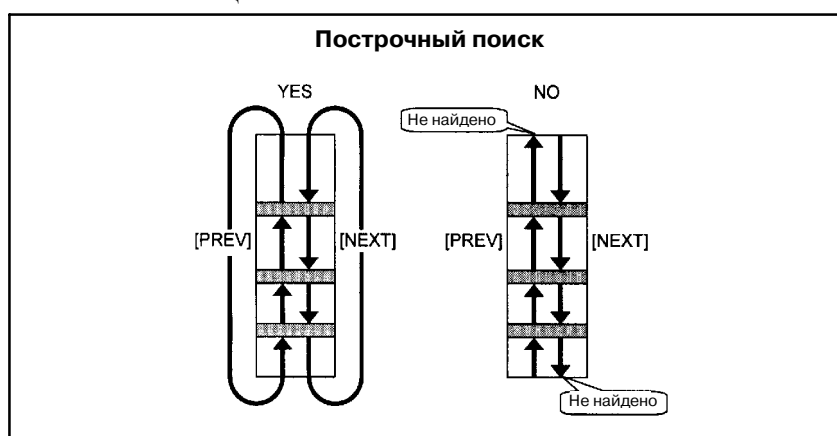 Построчный поиск
YES
NO
Не найдено
[PREV]
[NEXT]
[PREV]
[NEXT]
Не найдено